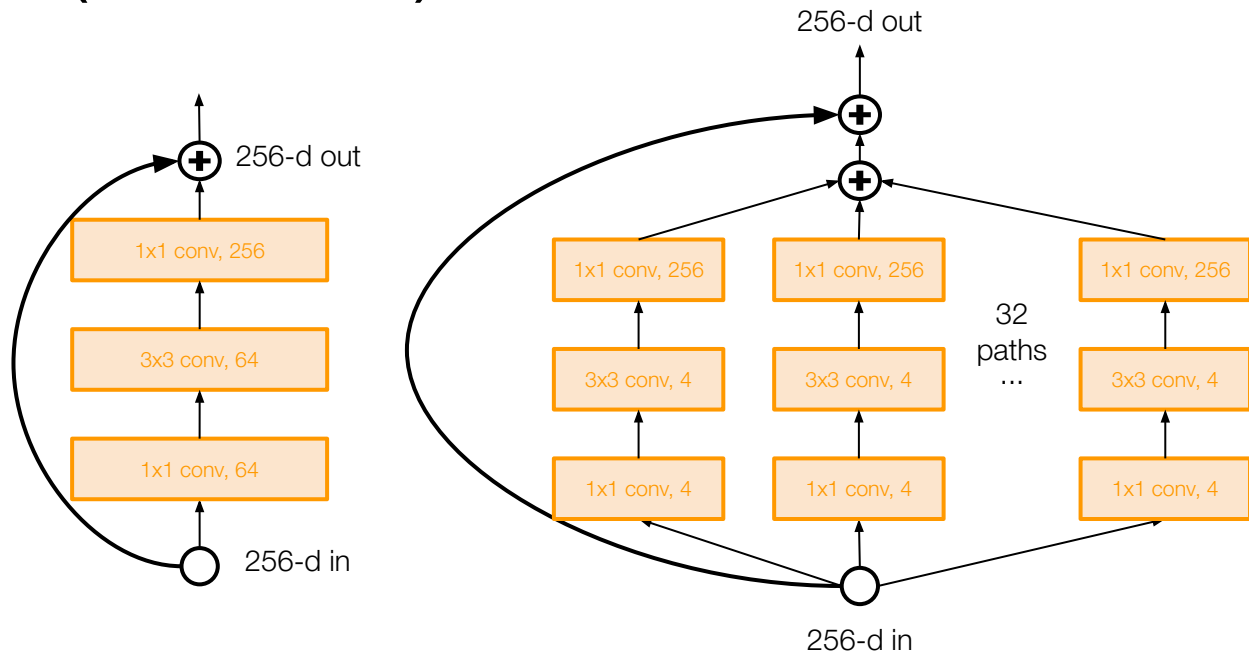 256-d out
256-d out
1x1 conv, 256
3x3 conv, 64
1x1 conv, 64
256-d in
1x1 conv, 256
1x1 conv, 256
1x1 conv, 256
32
paths
...
3x3 conv, 4
3x3 conv, 4
3x3 conv, 4
1x1 conv, 4
1x1 conv, 4
1x1 conv, 4
256-d in